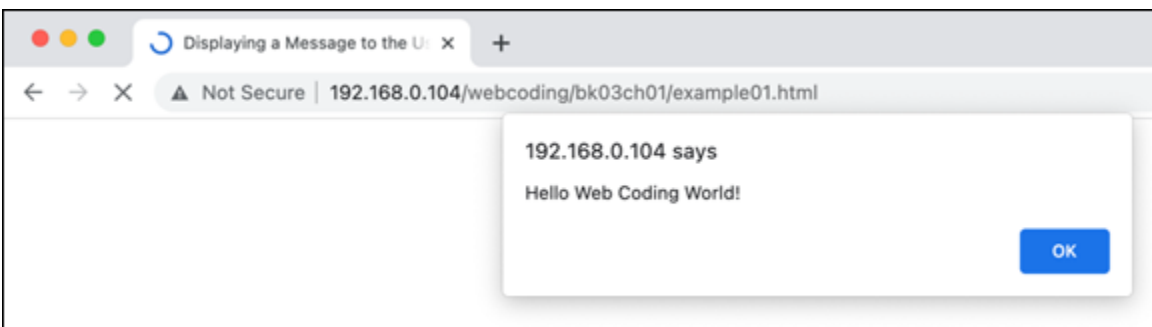 Displaying a Message to the U
Not Secure | 192.168.0.104/webcoding/bk03ch01/example01.html
192.168.0.104 says
Hello Web Coding World!
OK